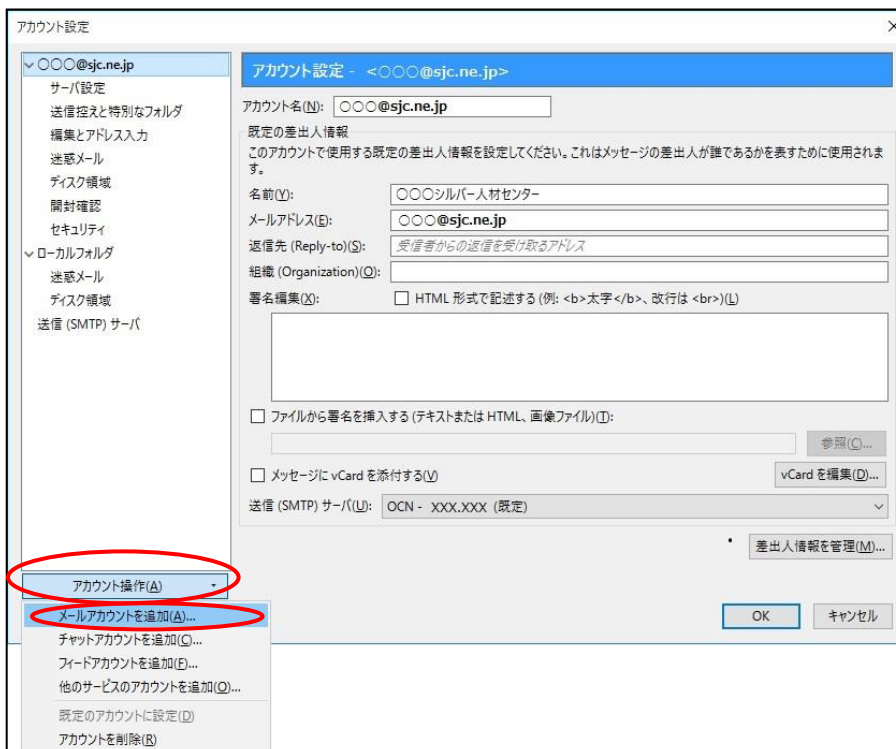 アカウント設定
○○○@sjc.ne.jp
サーバ設定
送信控えと特別なフォルダ
編集とアドレス入力
迷惑メール
ディスク領域
開封確認
セキュリティ
ローカルフォルダ
迷惑メール
ディスク領域
送信 (SMTP) サーバ
アカウント設定 - <○○○@sjc.ne.jp>
アカウント名(N): ○○○@sjc.ne.jp
既定の差出人情報
このアカウントで使用する既定の差出人情報を設定してください。これはメッセージの差出人が誰であるかを表すために使用されま
す。
名前(Y): ○○○シルバー人材センター
メールアドレス(E): ○○○@sjc.ne.jp
返信先 (Reply-to)(S): 受信者からの返信を受け取るアドレス
組織 (Organization)(O):
署名編集(X): HTML 形式で記述する (例: <b>太字</b>、改行は <br>)(L)
ファイルから署名を挿入する (テキストまたは HTML、画像ファイル)(T):
参照(C)...
メッセージに vCard を添付する(V) vCard を編集(D)...
送信 (SMTP) サーバ(U): OCN - XXX.XXX (既定)
差出人情報を管理(M)...
アカウント操作(A)
メールアカウントを追加(A)...
チャットアカウントを追加(C)...
フィードアカウントを追加(F)...
他のサービスのアカウントを追加(O)...
既定のアカウントに設定(D)
アカウントを削除(R)
OK キャンセル